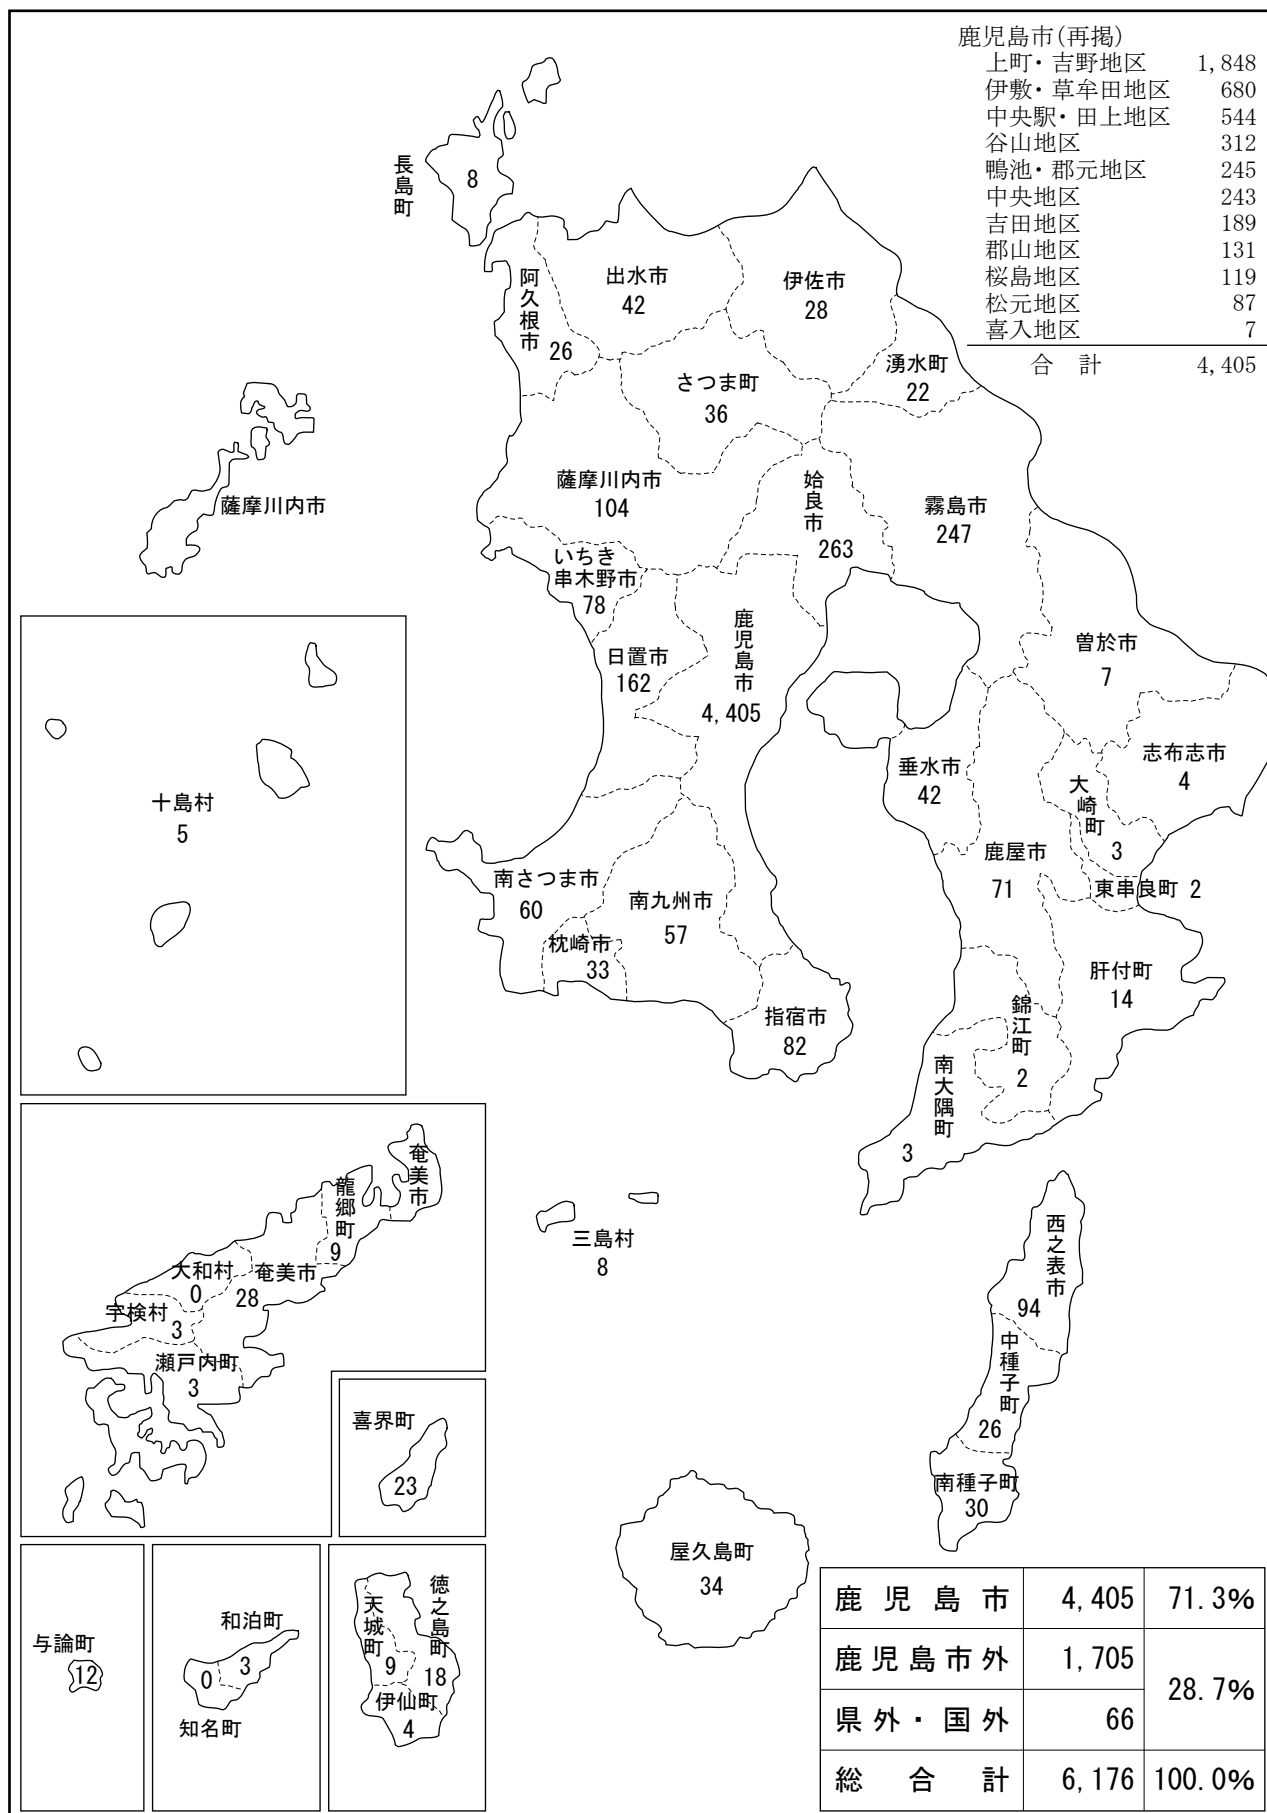 鹿児島市(再掲)
上町・吉野地区 1,848
伊敷・草牟田地区 680
中央駅・田上地区 544
谷山地区 312
鴨池・郡元地区 245
中央地区 243
吉田地区 189
郡山地区 131
桜島地区 119
松元地区 87
喜入地区 7
合計 4,405
長島町
8
阿久根市
26
出水市
42
伊佐市
28
湧水町
22
さつま町
36
薩摩川内市
104
薩摩川内市
姶良市
263
霧島市
247
いちき
串木野市
78
日置市
162
鹿児島市
4,405
曽於市
7
志布志市
4
大崎町
3
東串良町 2
垂水市
42
鹿屋市
71
肝付町
14
錦江町
2
南大隅町
3
南さつま市
60
枕崎市
33
南九州市
57
指宿市
82
十島村
5
三島村
8
西之表市
94
中種子町
26
南種子町
30
屋久島町
34
奄美市
龍郷町
9
大和村
0
奄美市
28
宇検村
3
瀬戸内町
3
喜界町
23
与論町
12
和泊町
3
0
知名町
天城町
9
徳之島町
18
伊仙町
4
鹿児島市 4,405 71.3%
鹿児島市外 1,705 28.7%
県外・国外 66
総合計 6,176 100.0%